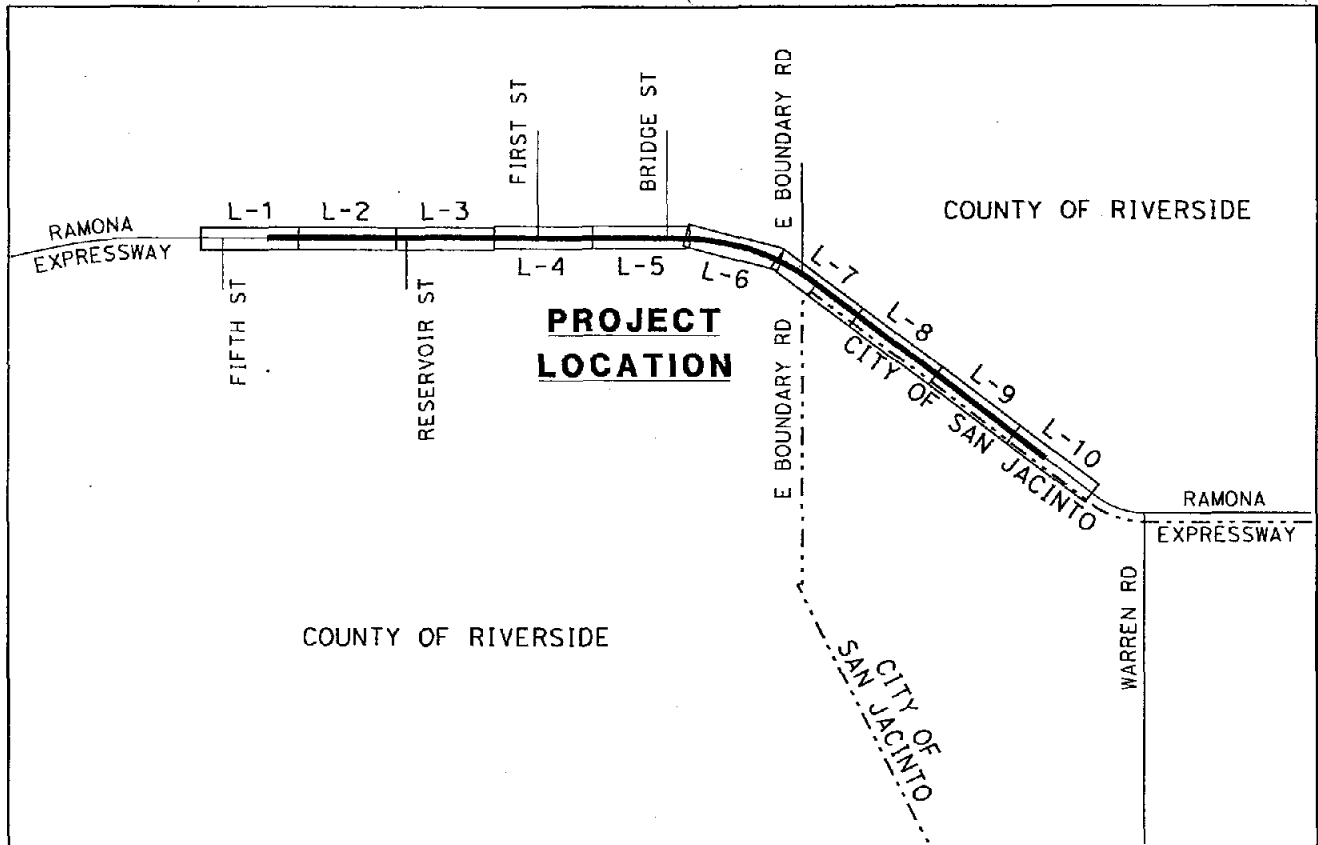 RAMONA
EXPRESSWAY
L-1
L-2
L-3
L-4
L-5
L-6
L-7
L-8
L-9
L-10
FIFTH ST
RESERVOIR ST
FIRST ST
BRIDGE ST
E BOUNDARY RD
COUNTY OF RIVERSIDE
PROJECT
LOCATION
E BOUNDARY RD
CITY OF SAN JACINTO
RAMONA
EXPRESSWAY
WARREN RD
COUNTY OF RIVERSIDE
CITY OF
SAN JACINTO